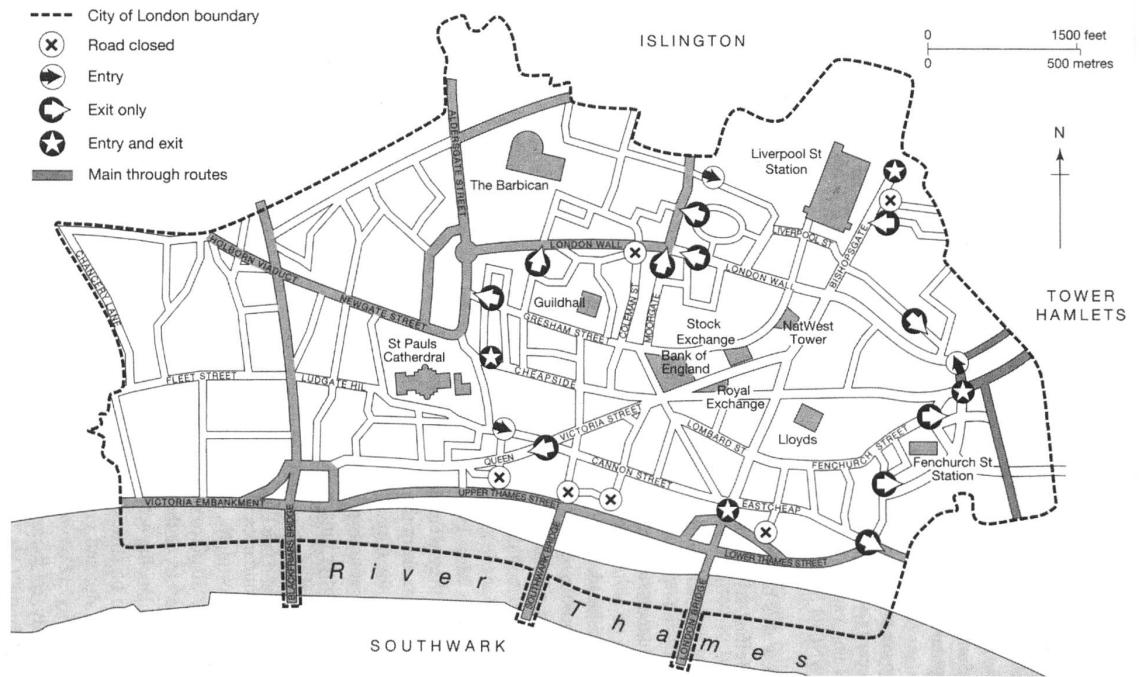 City of London boundary
Road closed
Entry
Exit only
Entry and exit
Main through routes
0 1500 feet
0 500 metres
N
ISLINGTON
TOWER
HAMLETS
SOUTHWARK
River Thames
ALDERSGATE STREET
The Barbican
Liverpool St
Station
LIVERPOOL ST
BISHOPSGATE
LONDON WALL
LONDON WALL
HOLBORN VIADUCT
NEWGATE STREET
CHANCERY LANE
Guildhall
COLEMAN ST
MOORGATE
GRESHAM STREET
Stock
Exchange
NatWest
Tower
Bank of
England
Royal
Exchange
St Pauls
Catherdral
CHEAPSIDE
FLEET STREET
LUDGATE HIL
QUEEN VICTORIA STREET
LOMBARD ST
Lloyds
FENCHURCH STREET
Fenchurch St
Station
CANNON STREET
EASTCHEAP
VICTORIA EMBANKMENT
UPPER THAMES STREET
LOWER THAMES STREET
BLACKFRIARS BRIDGE
SOUTHWARK BRIDGE
LONDON BRIDGE